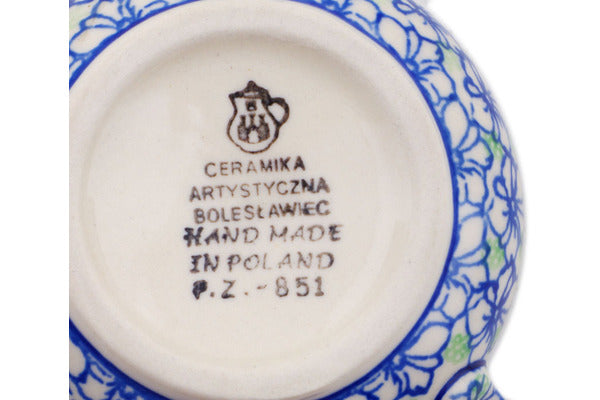 CERAMIKA
ARTYSTYCZNA
BOLESŁAWIEC
HAND MADE
IN POLAND
P.Z.-851